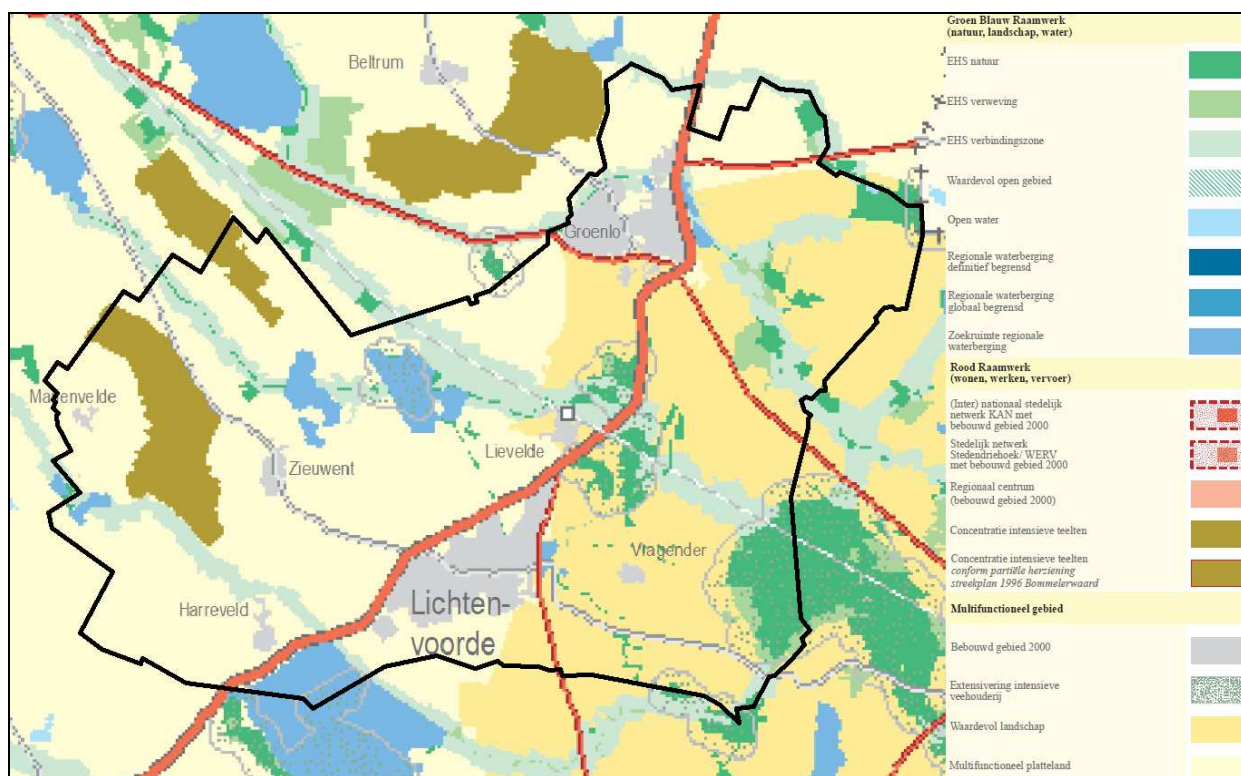 Beltrum
Groenlo
Mariënvelde
Zieuwent
Lievelde
Vragender
Harreveld
Lichten-
voorde
Groen Blauw Raamwerk
(natuur, landschap, water)
EHS natuur
EHS verweving
EHS verbindingszone
Waardevol open gebied
Open water
Regionale waterberging
definitief begrensd
Regionale waterberging
globaal begrensd
Zoekruimte regionale
waterberging
Rood Raamwerk
(wonen, werken, vervoer)
(Inter) nationaal stedelijk
netwerk KAN met
bebouwd gebied 2000
Stedelijk netwerk
Stedendriehoek/ WERV
met bebouwd gebied 2000
Regionaal centrum
(bebouwd gebied 2000)
Concentratie intensieve teelten
Concentratie intensieve teelten
conform partiële herziening
streekplan 1996 Bommelerwaard
Multifunctioneel gebied
Bebouwd gebied 2000
Extensivering intensieve
veehouderij
Waardevol landschap
Multifunctioneel platteland